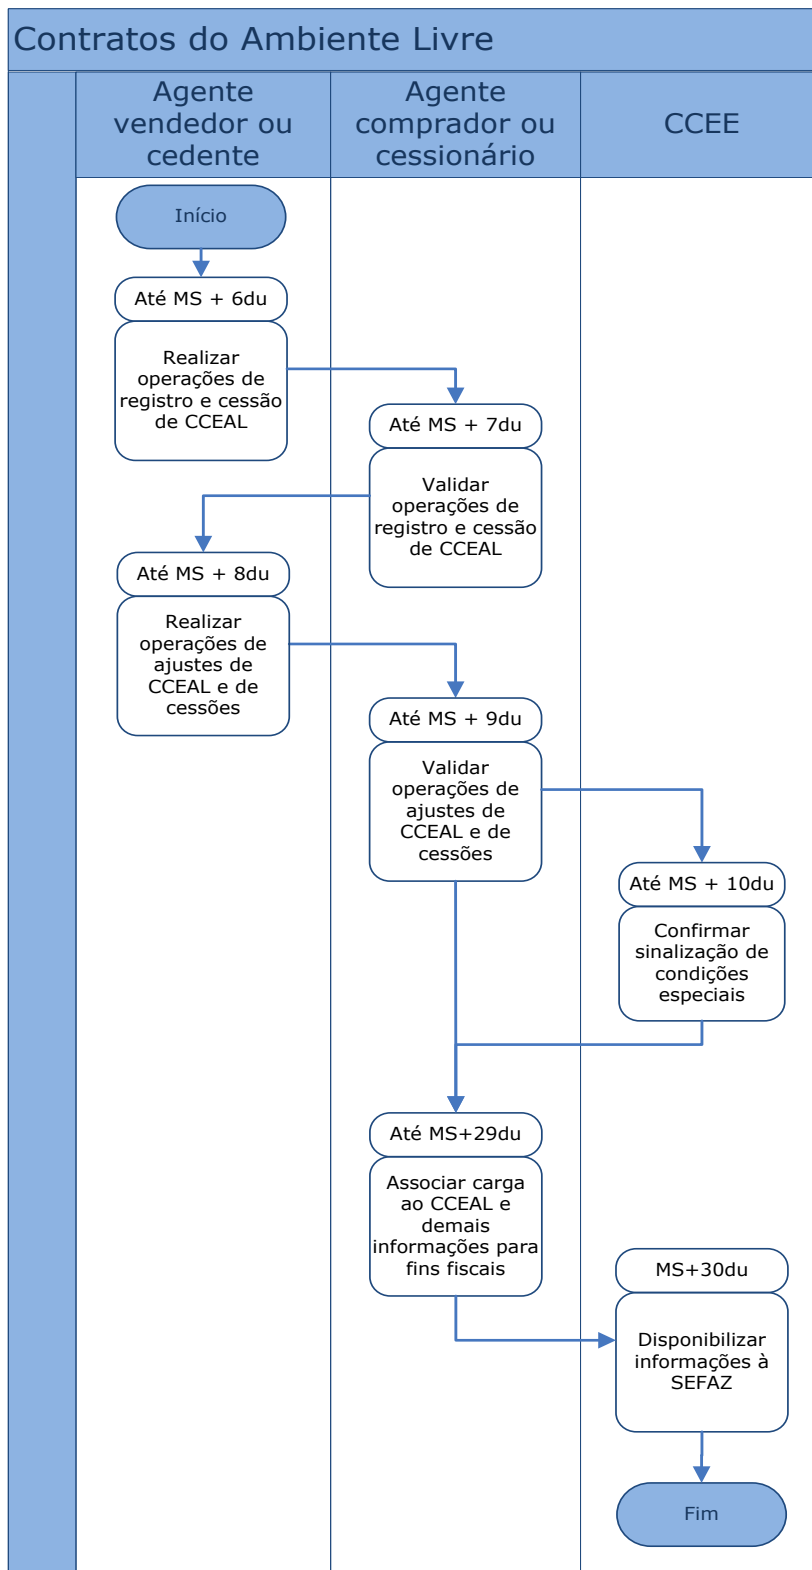 Contratos do Ambiente Livre
Agente
vendedor ou
cedente
Agente
comprador ou
cessionário
CCEE
Início
Até MS + 6du
Realizar
operações de
registro e cessão
de CCEAL
Até MS + 7du
Validar
operações de
registro e cessão
de CCEAL
Até MS + 8du
Realizar
operações de
ajustes de
CCEAL e de
cessões
Até MS + 9du
Validar
operações de
ajustes de
CCEAL e de
cessões
Até MS + 10du
Confirmar
sinalização de
condições
especiais
Até MS+29du
Associar carga
ao CCEAL e
demais
informações para
fins fiscais
MS+30du
Disponibilizar
informações à
SEFAZ
Fim